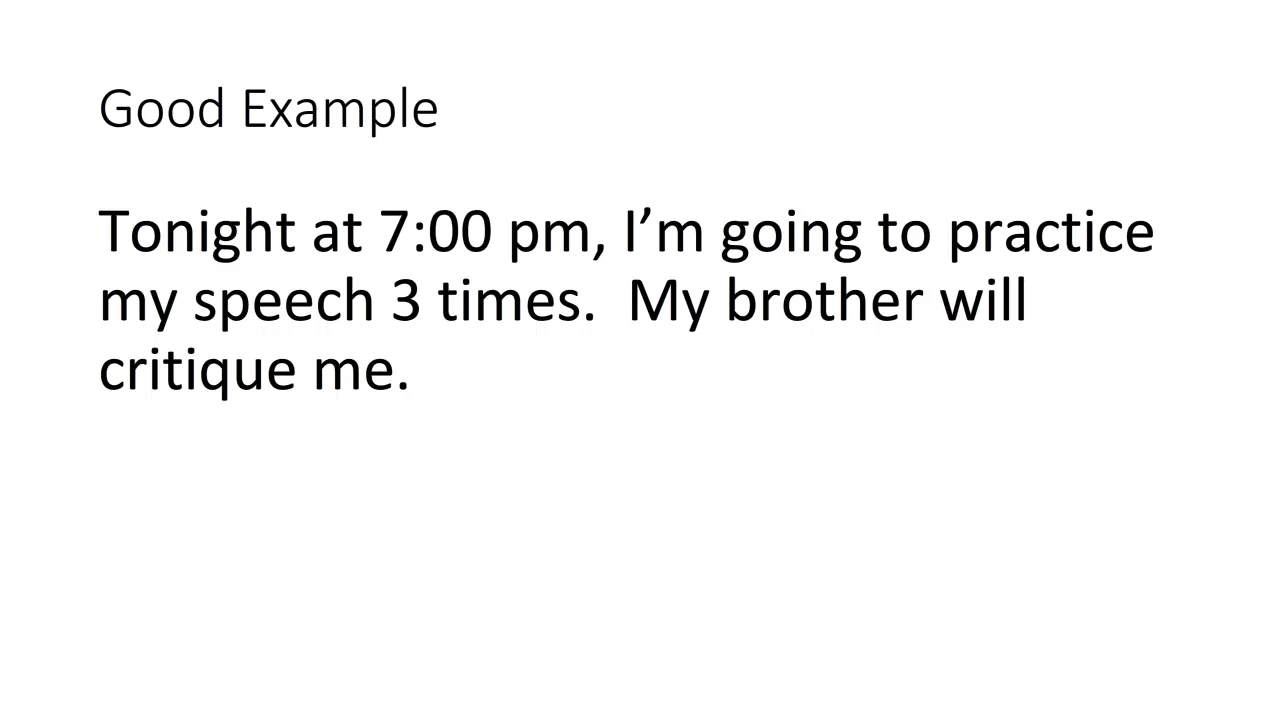 Good Example
Tonight at 7:00 pm, I’m going to practice
my speech 3 times.  My brother will
critique me.